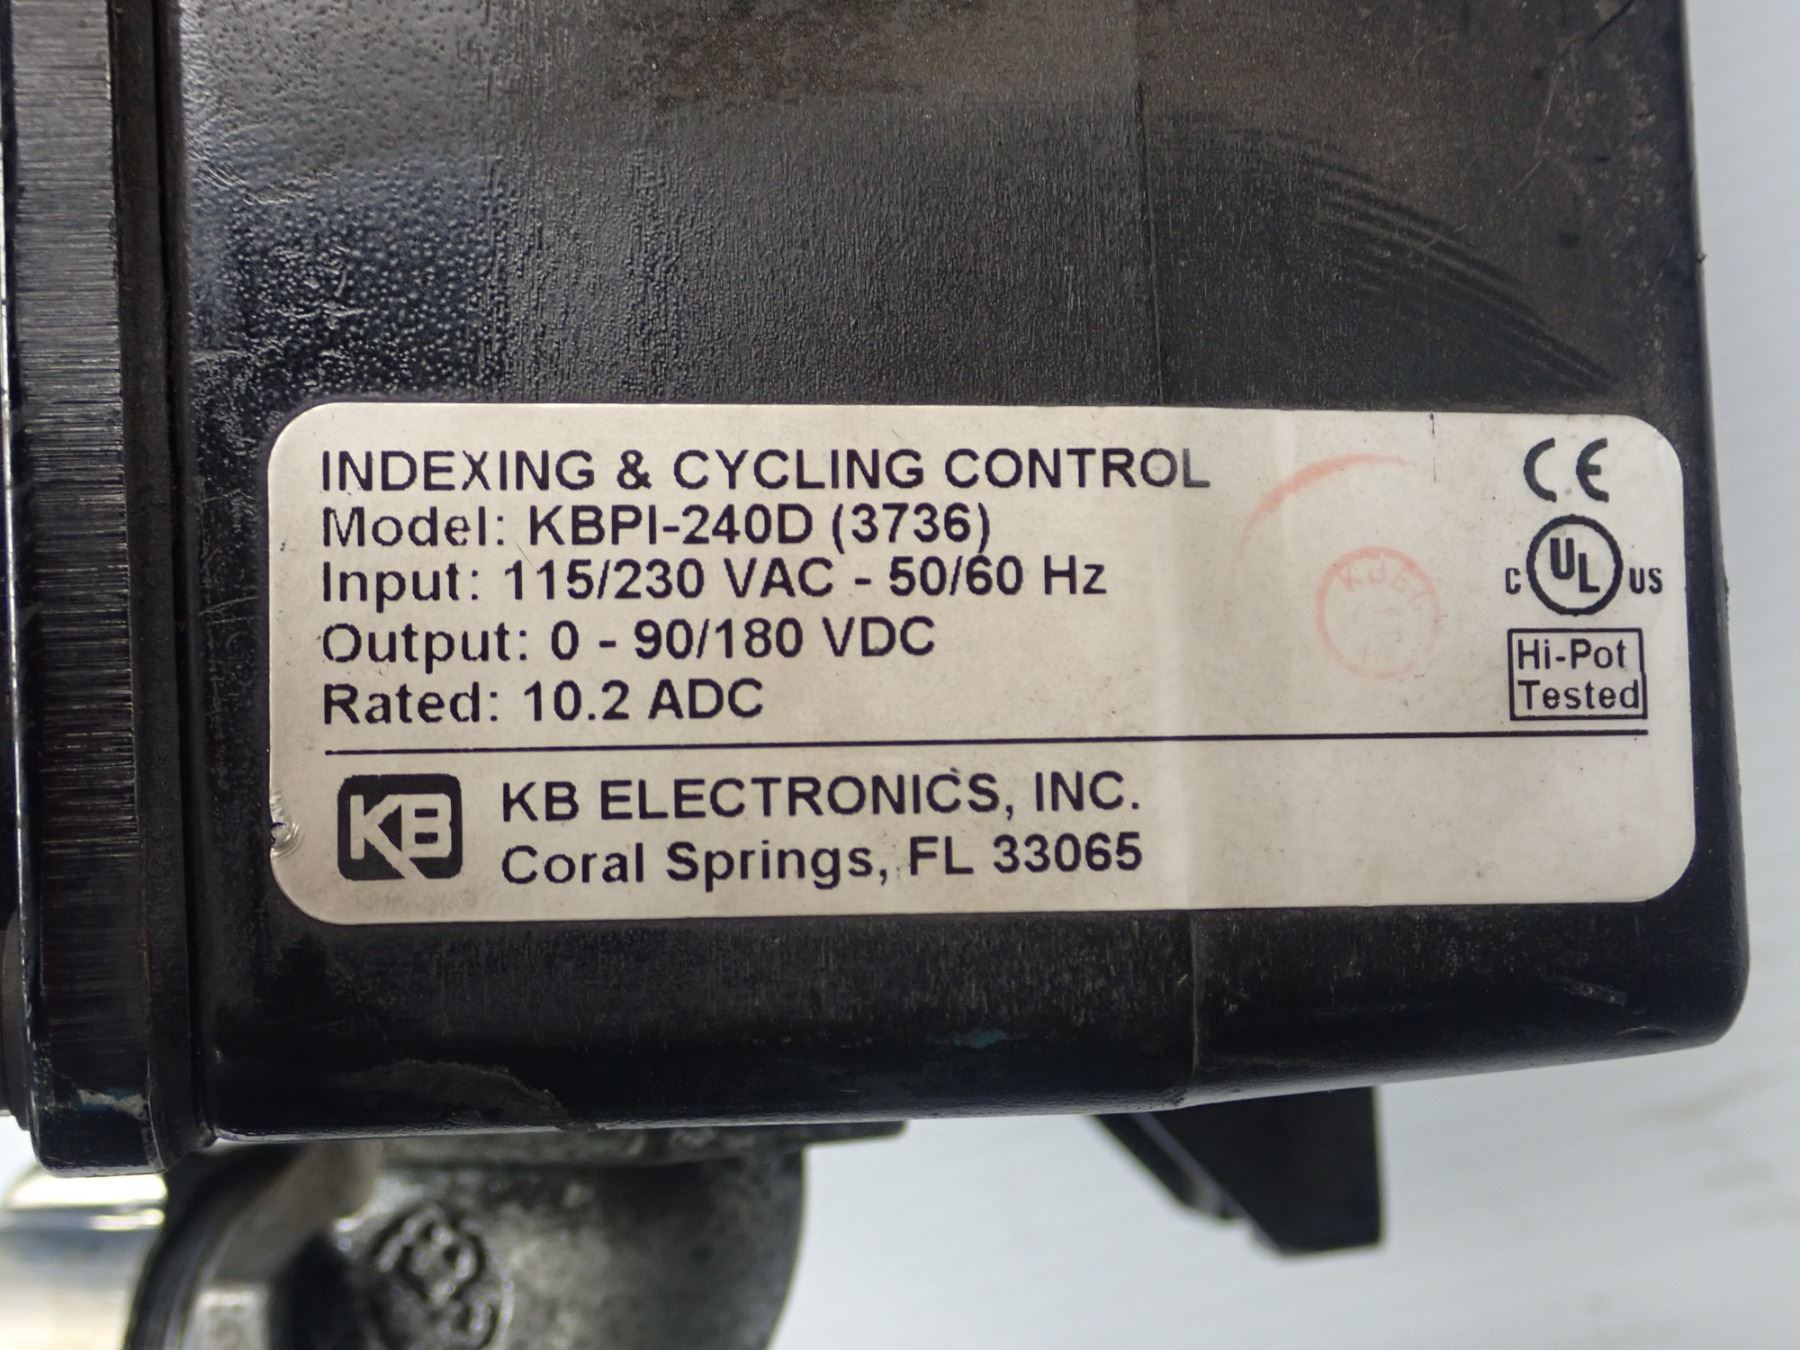 INDEXING & CYCLING CONTROL
Model: KBPI-240D (3736)
Input: 115/230 VAC - 50/60 Hz
Output: 0 - 90/180 VDC
Rated: 10.2 ADC
CE
C UL US
Hi-Pot
Tested
KB
KB ELECTRONICS, INC.
Coral Springs, FL 33065